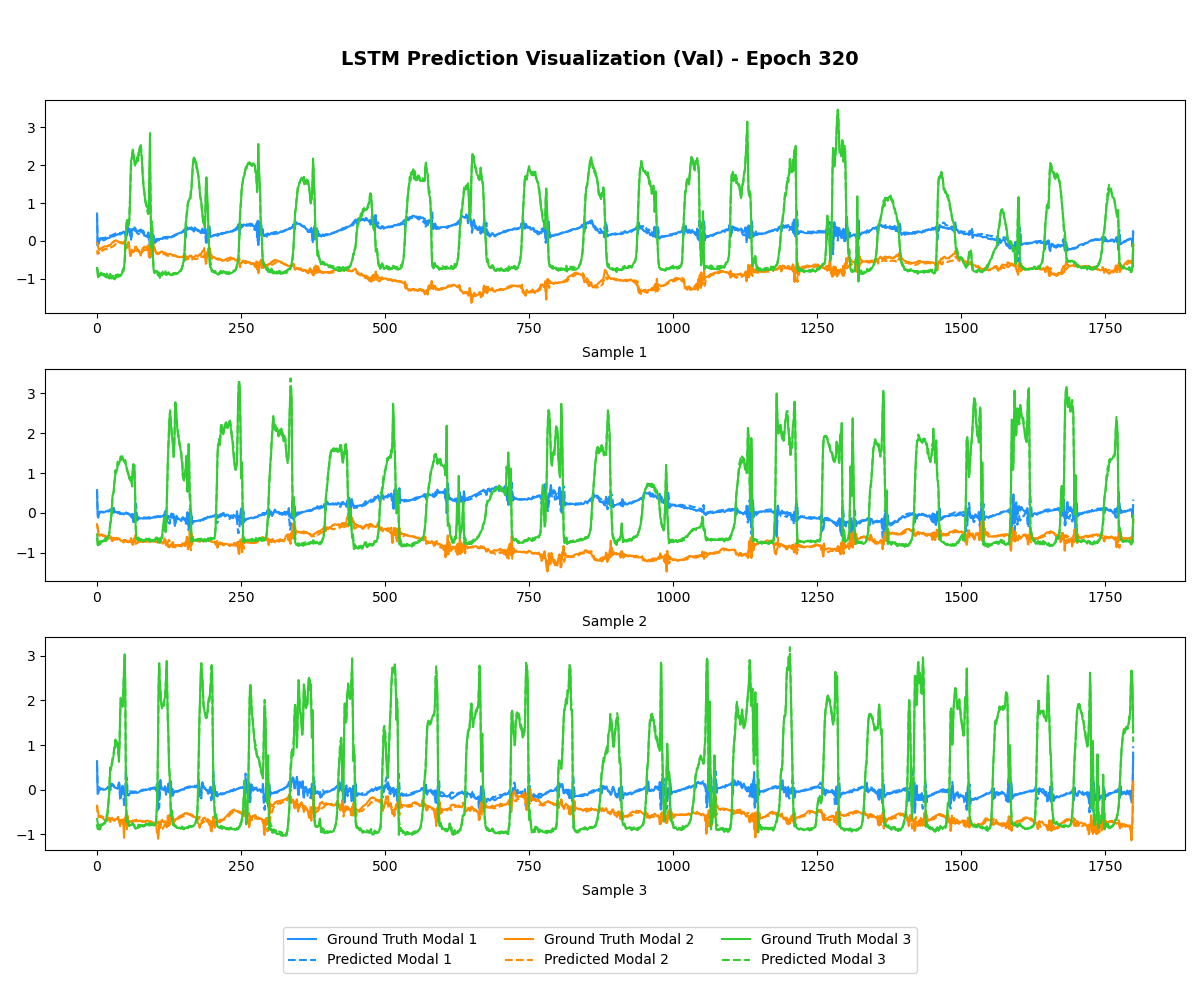 LSTM Prediction Visualization (Val) - Epoch 320
3
2
1
0
−1
0 250 500 750 1000 1250 1500 1750
Sample 1
3
2
1
0
−1
0 250 500 750 1000 1250 1500 1750
Sample 2
3
2
1
0
−1
0 250 500 750 1000 1250 1500 1750
Sample 3
Ground Truth Modal 1 Ground Truth Modal 2 Ground Truth Modal 3
Predicted Modal 1 Predicted Modal 2 Predicted Modal 3